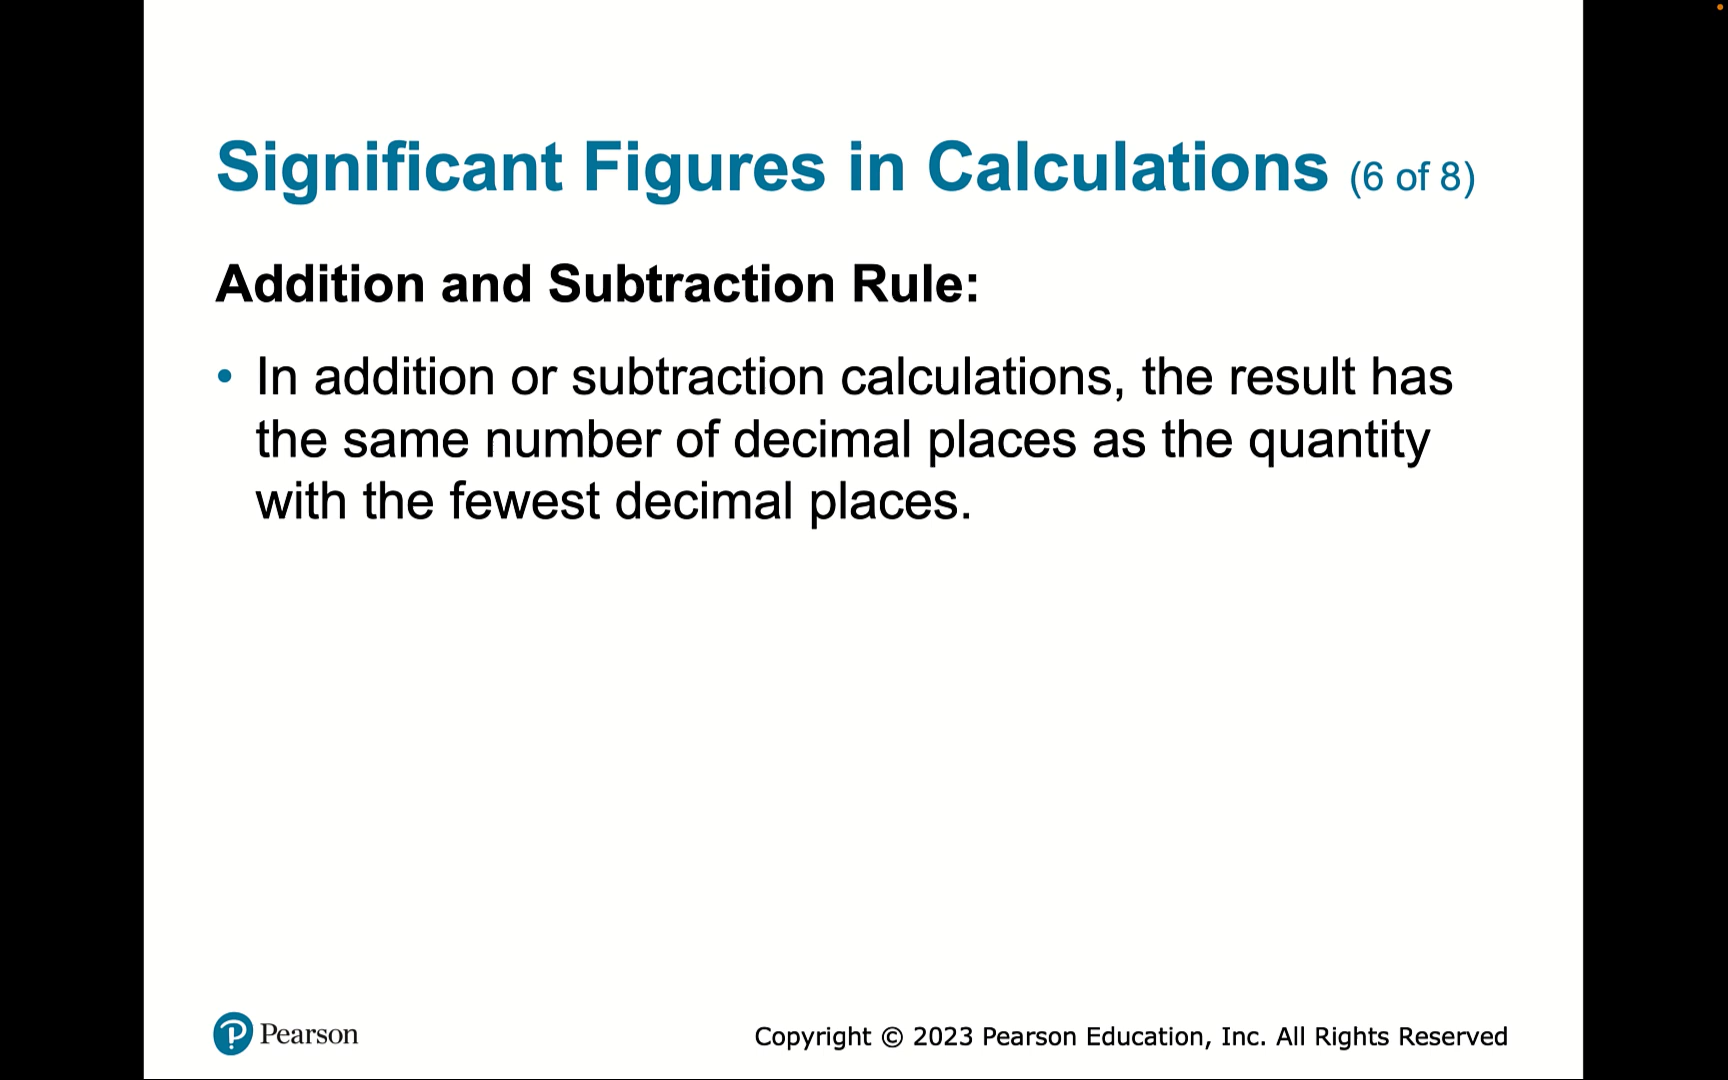 Significant Figures in Calculations (6 of 8)
Addition and Subtraction Rule:
• In addition or subtraction calculations, the result has
the same number of decimal places as the quantity
with the fewest decimal places.
Pearson
Copyright © 2023 Pearson Education, Inc. All Rights Reserved